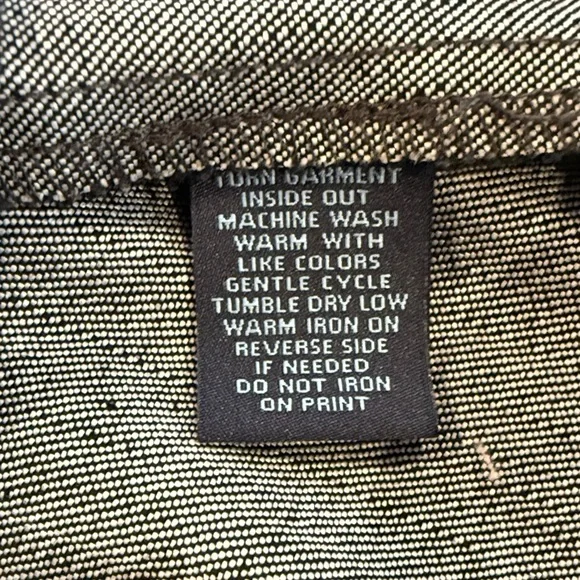 TURN GARMENT
INSIDE OUT
MACHINE WASH
WARM WITH
LIKE COLORS
GENTLE CYCLE
TUMBLE DRY LOW
WARM IRON ON
REVERSE SIDE
IF NEEDED
DO NOT IRON
ON PRINT